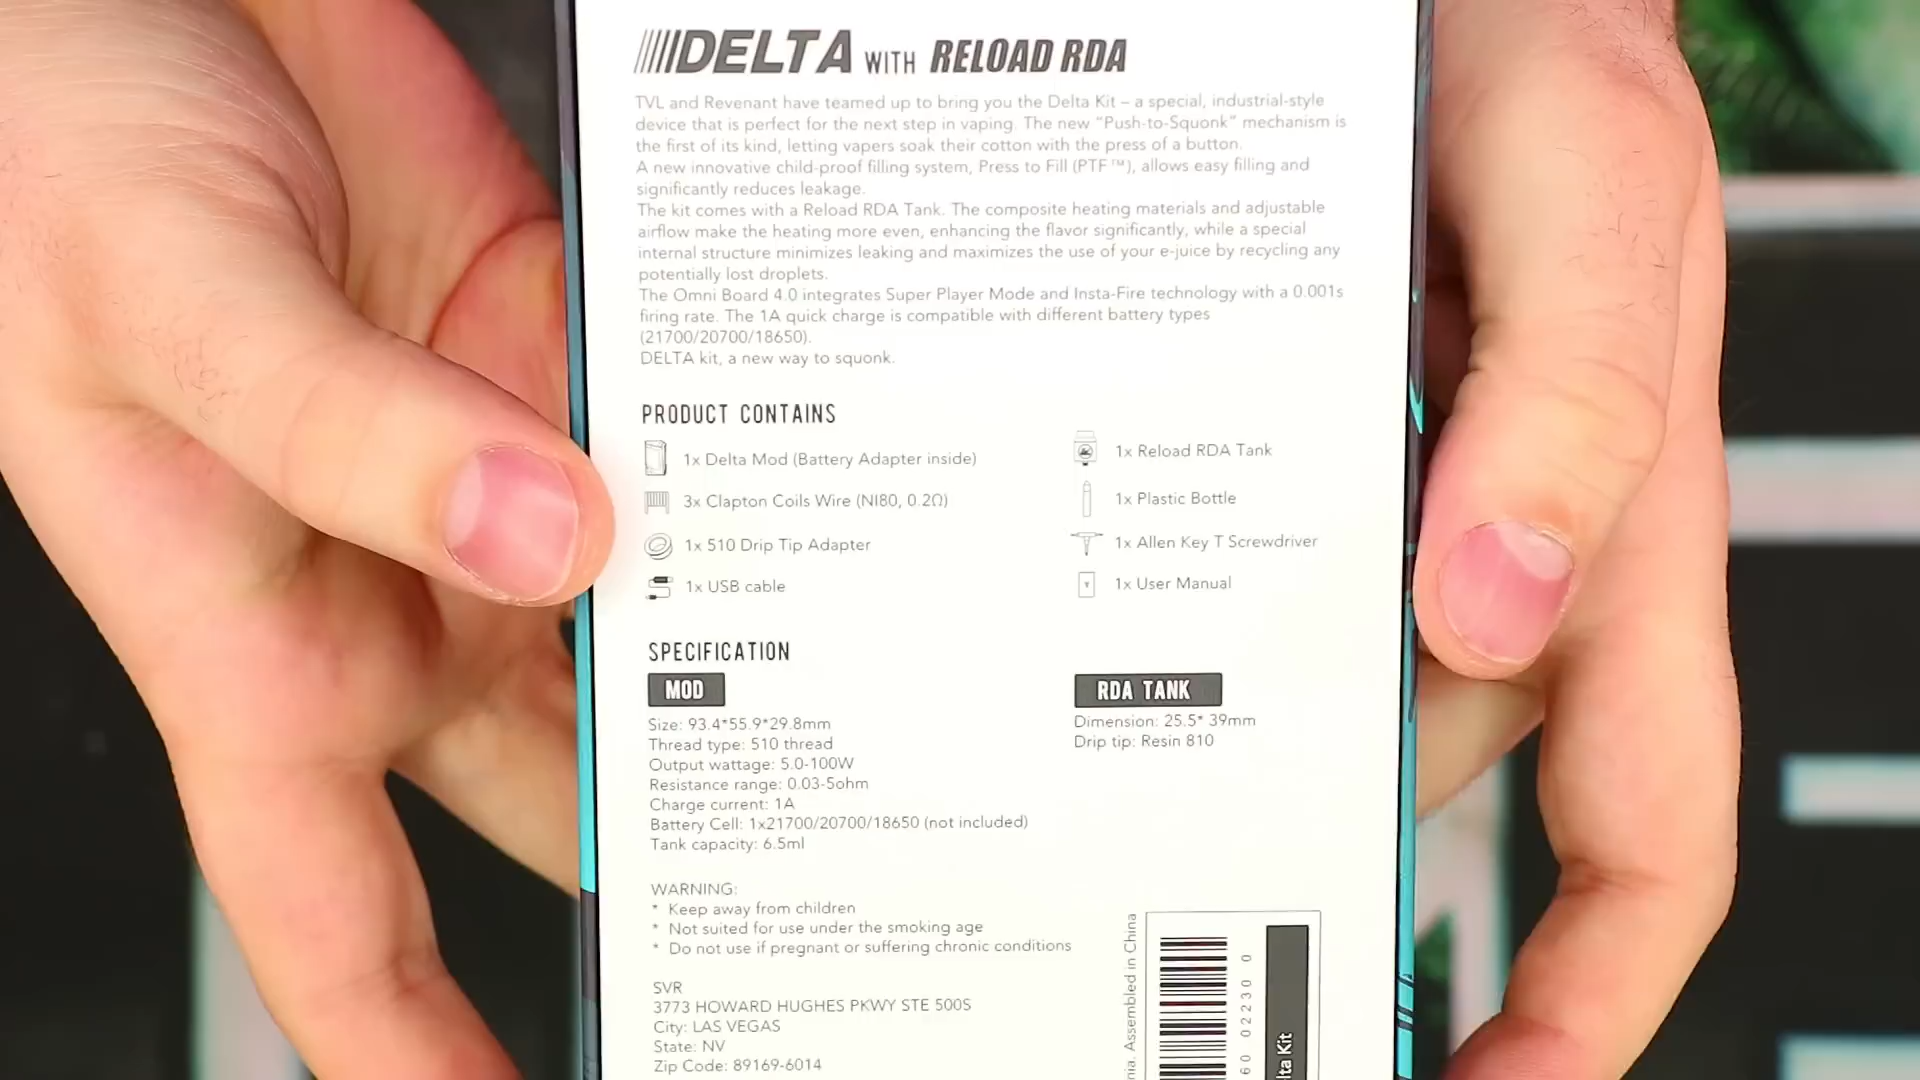 DELTA WITH RELOAD RDA
TVL and Revenant have teamed up to bring you the Delta Kit – a special, industrial-style
device that is perfect for the next step in vaping. The new "Push-to-Squonk" mechanism is
the first of its kind, letting vapers soak their cotton with the press of a button.
A new innovative child-proof filling system, Press to Fill (PTF™), allows easy filling and
significantly reduces leakage.
The kit comes with a Reload RDA Tank. The composite heating materials and adjustable
airflow make the heating more even, enhancing the flavor significantly, while a special
internal structure minimizes leaking and maximizes the use of your e-juice by recycling any
potentially lost droplets.
The Omni Board 4.0 integrates Super Player Mode and Insta-Fire technology with a 0.001s
firing rate. The 1A quick charge is compatible with different battery types
(21700/20700/18650).
DELTA kit, a new way to squonk.
PRODUCT CONTAINS
1x Delta Mod (Battery Adapter inside)
3x Clapton Coils Wire (NI80, 0.2Ω)
1x 510 Drip Tip Adapter
1x USB cable
1x Reload RDA Tank
1x Plastic Bottle
1x Allen Key T Screwdriver
1x User Manual
SPECIFICATION
MOD
Size: 93.4*55.9*29.8mm
Thread type: 510 thread
Output wattage: 5.0-100W
Resistance range: 0.03-5ohm
Charge current: 1A
Battery Cell: 1x21700/20700/18650 (not included)
Tank capacity: 6.5ml
RDA TANK
Dimension: 25.5* 39mm
Drip tip: Resin 810
WARNING:
* Keep away from children
* Not suited for use under the smoking age
* Do not use if pregnant or suffering chronic conditions
SVR
3773 HOWARD HUGHES PKWY STE 500S
City: LAS VEGAS
State: NV
Zip Code: 89169-6014
Assembled in China
60 02230 0
Kit